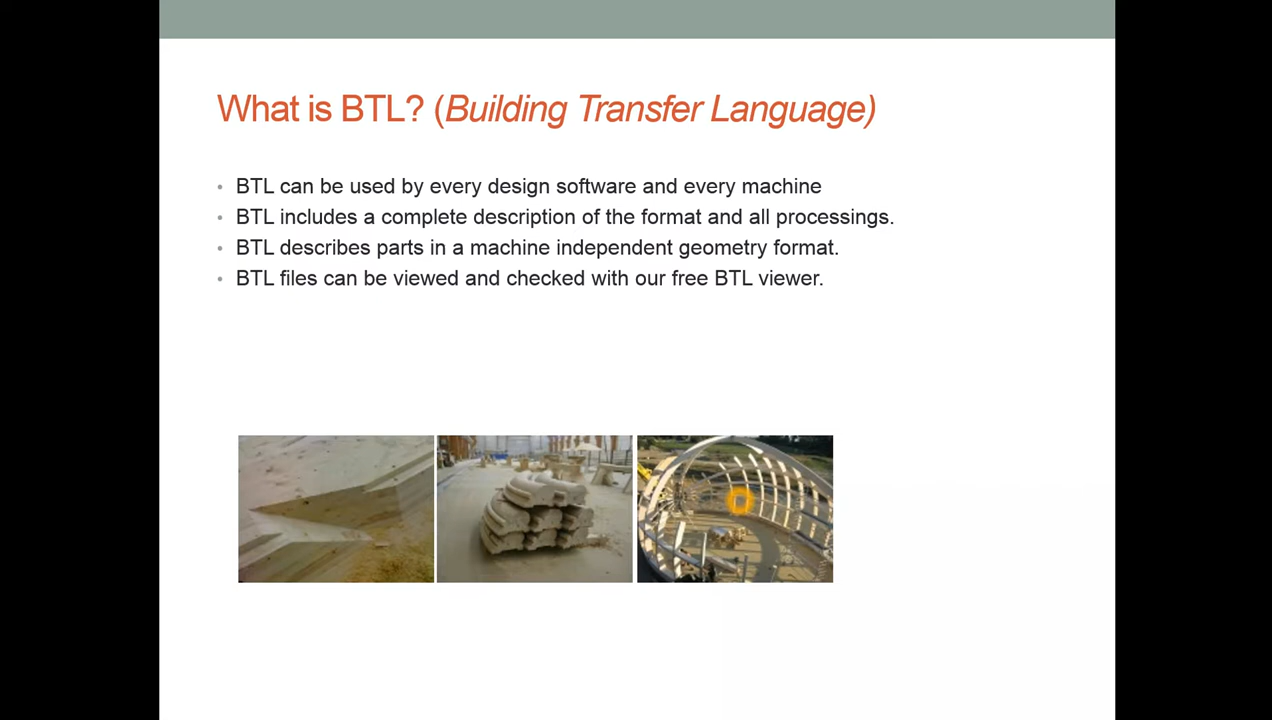 What is BTL? (Building Transfer Language)
• BTL can be used by every design software and every machine
• BTL includes a complete description of the format and all processings.
• BTL describes parts in a machine independent geometry format.
• BTL files can be viewed and checked with our free BTL viewer.